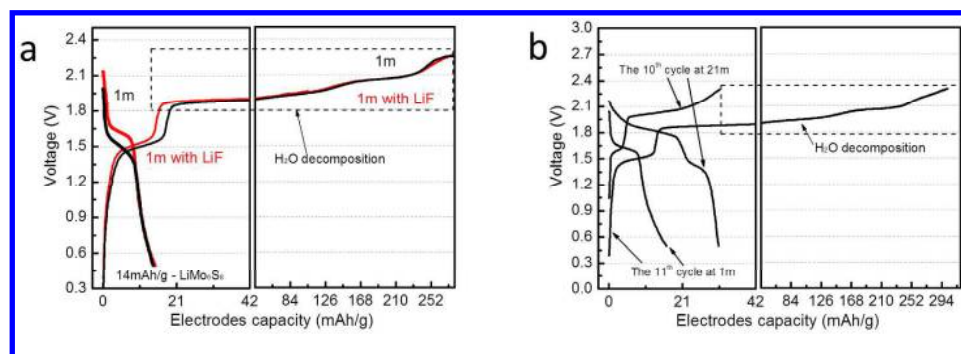 a
2.4
2.1
1.8
1.5
1.2
0.9
0.6
0.3
Voltage (V)
1m
1m
1m with LiF
1m with LiF
H₂O decomposition
14mAh/g - LiMo₆S₈
0 21 42 84 126 168 210 252
Electrodes capacity (mAh/g)
b
3.0
2.7
2.4
2.1
1.8
1.5
1.2
0.9
0.6
0.3
0.0
Voltage (V)
The 10th cycle at 21m
H₂O decomposition
The 11th cycle at 1m
0 21 42 84 126 168 210 252 294
Electrodes capacity (mAh/g)